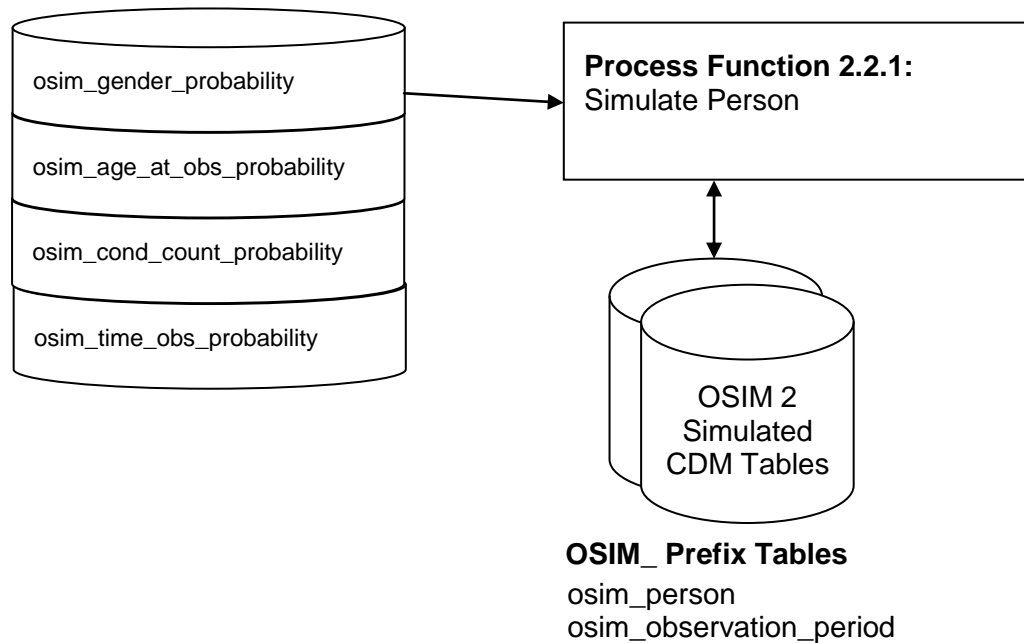 osim_gender_probability
osim_age_at_obs_probability
osim_cond_count_probability
osim_time_obs_probability
Process Function 2.2.1:
Simulate Person
OSIM 2
Simulated
CDM Tables
OSIM_ Prefix Tables
osim_person
osim_observation_period